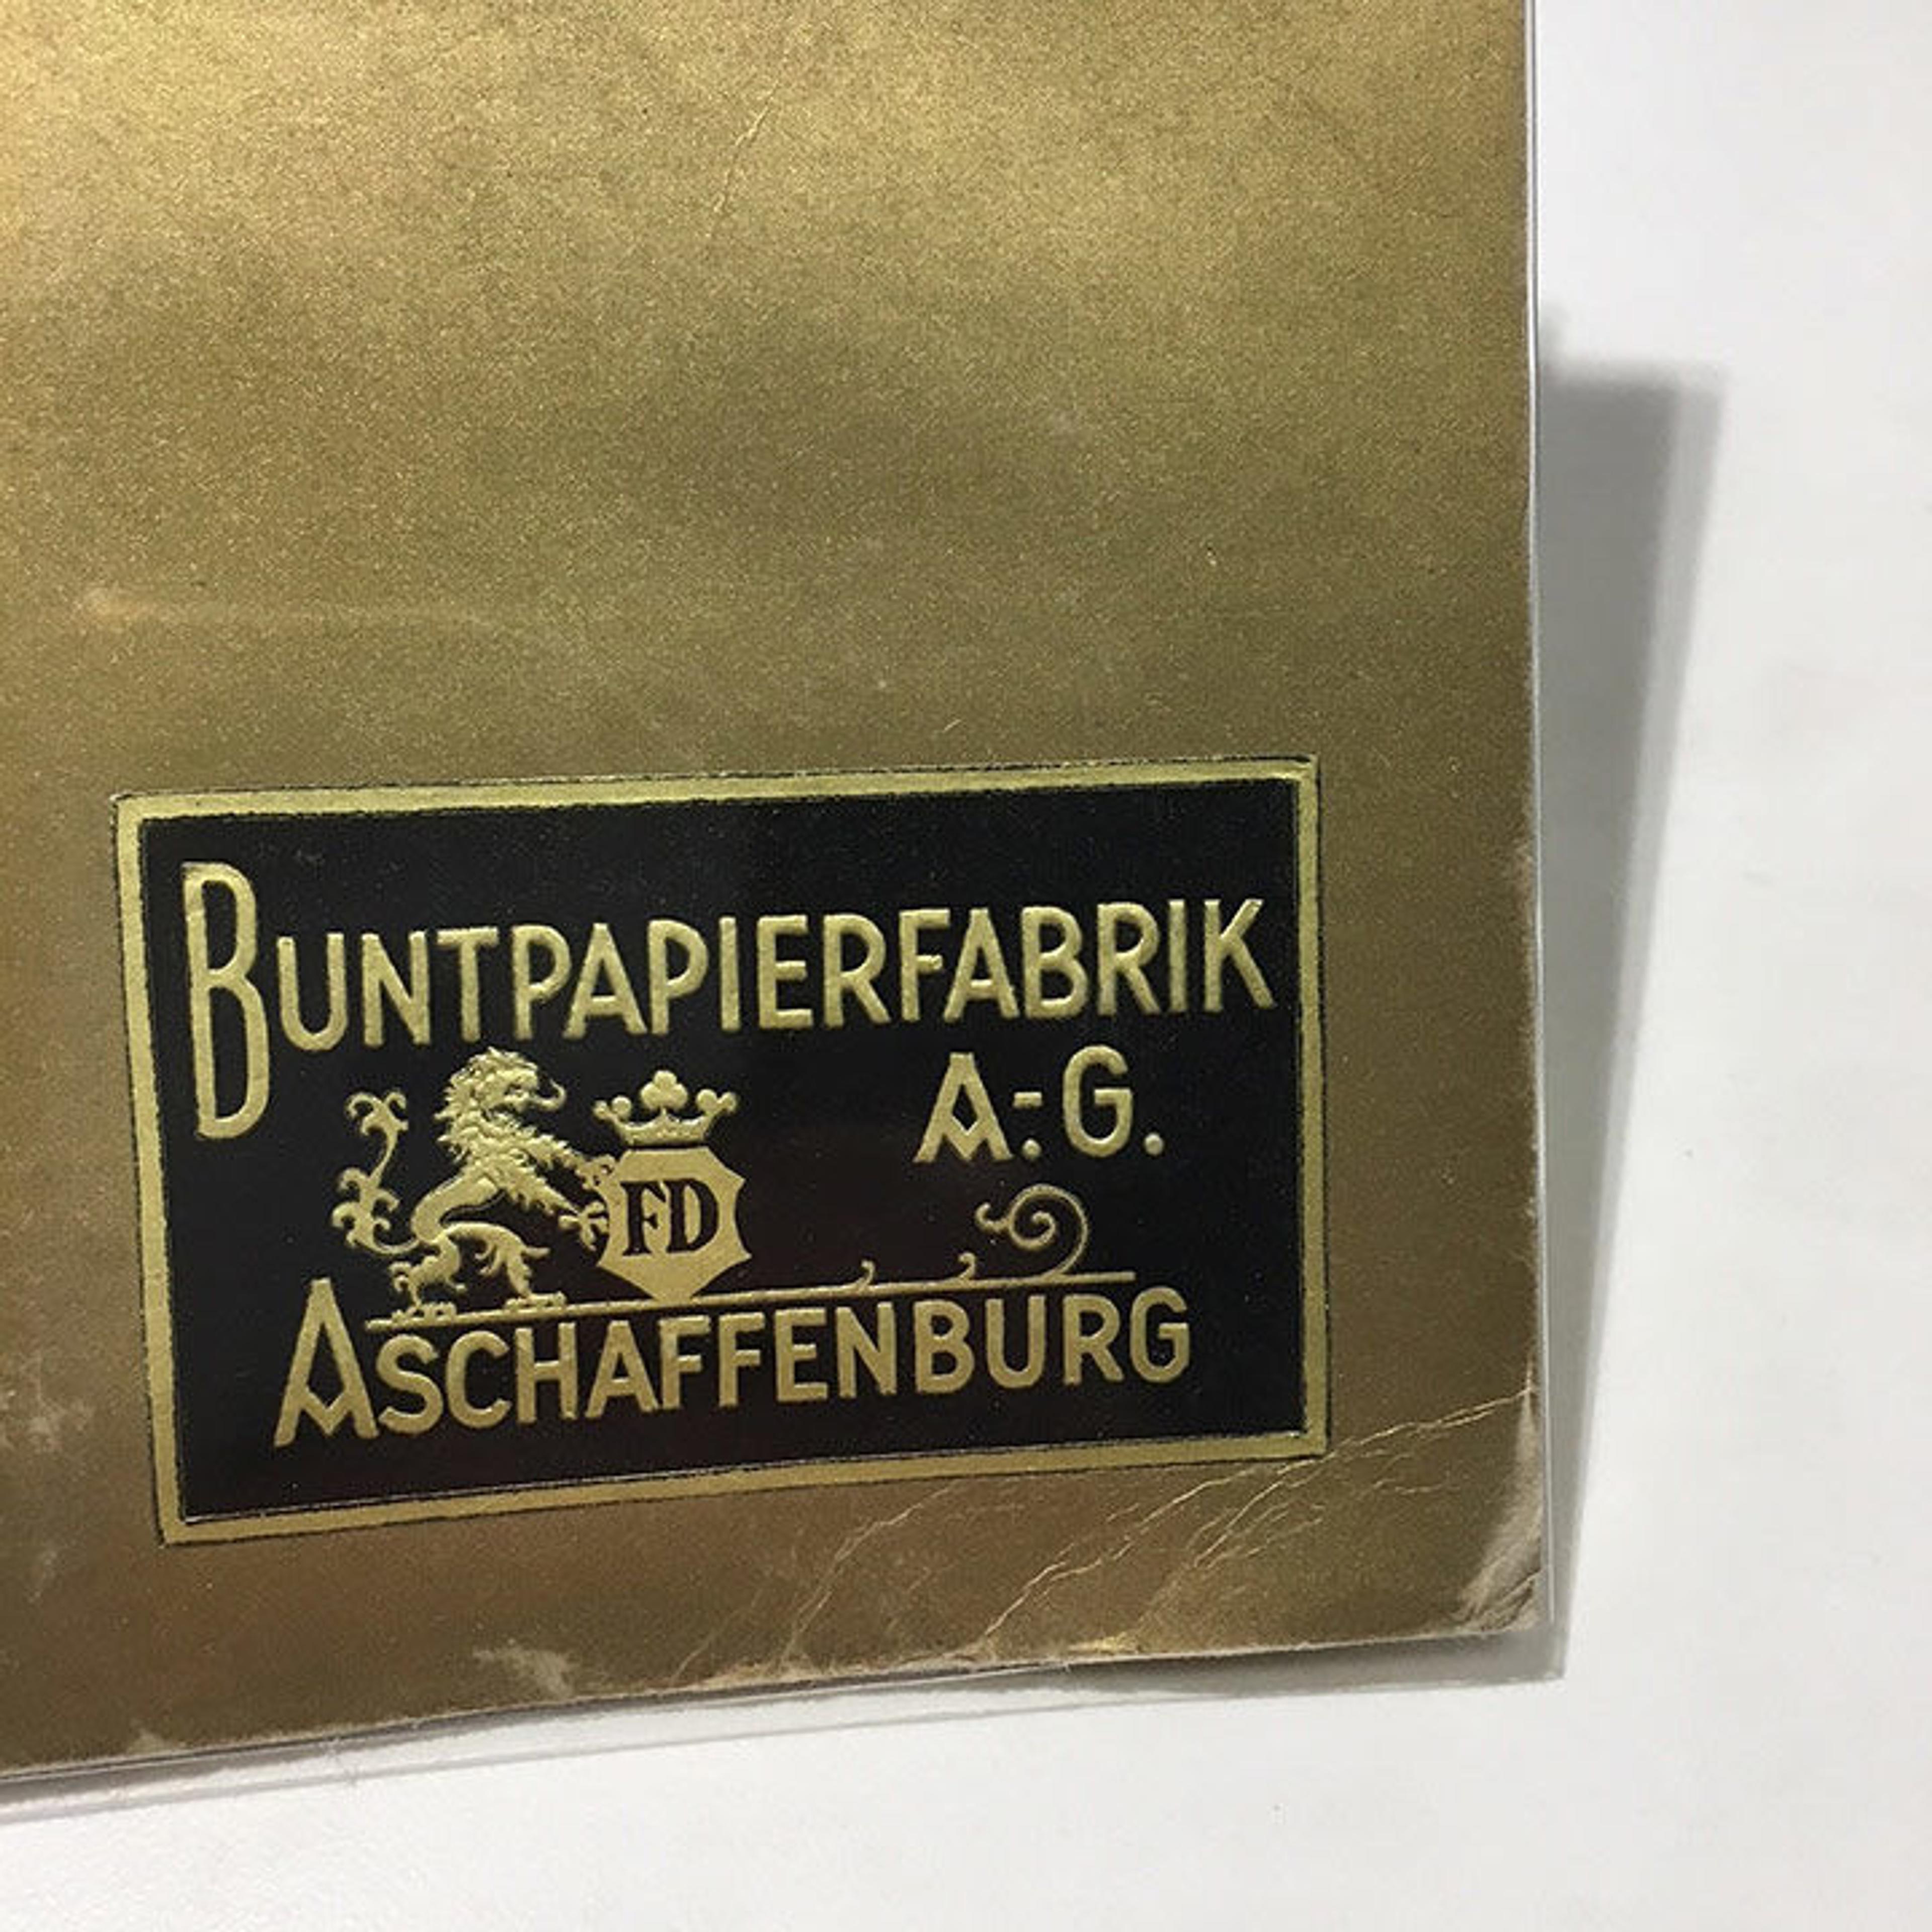 BUNTPAPIERFABRIK
A.-G.
FD
ASCHAFFENBURG